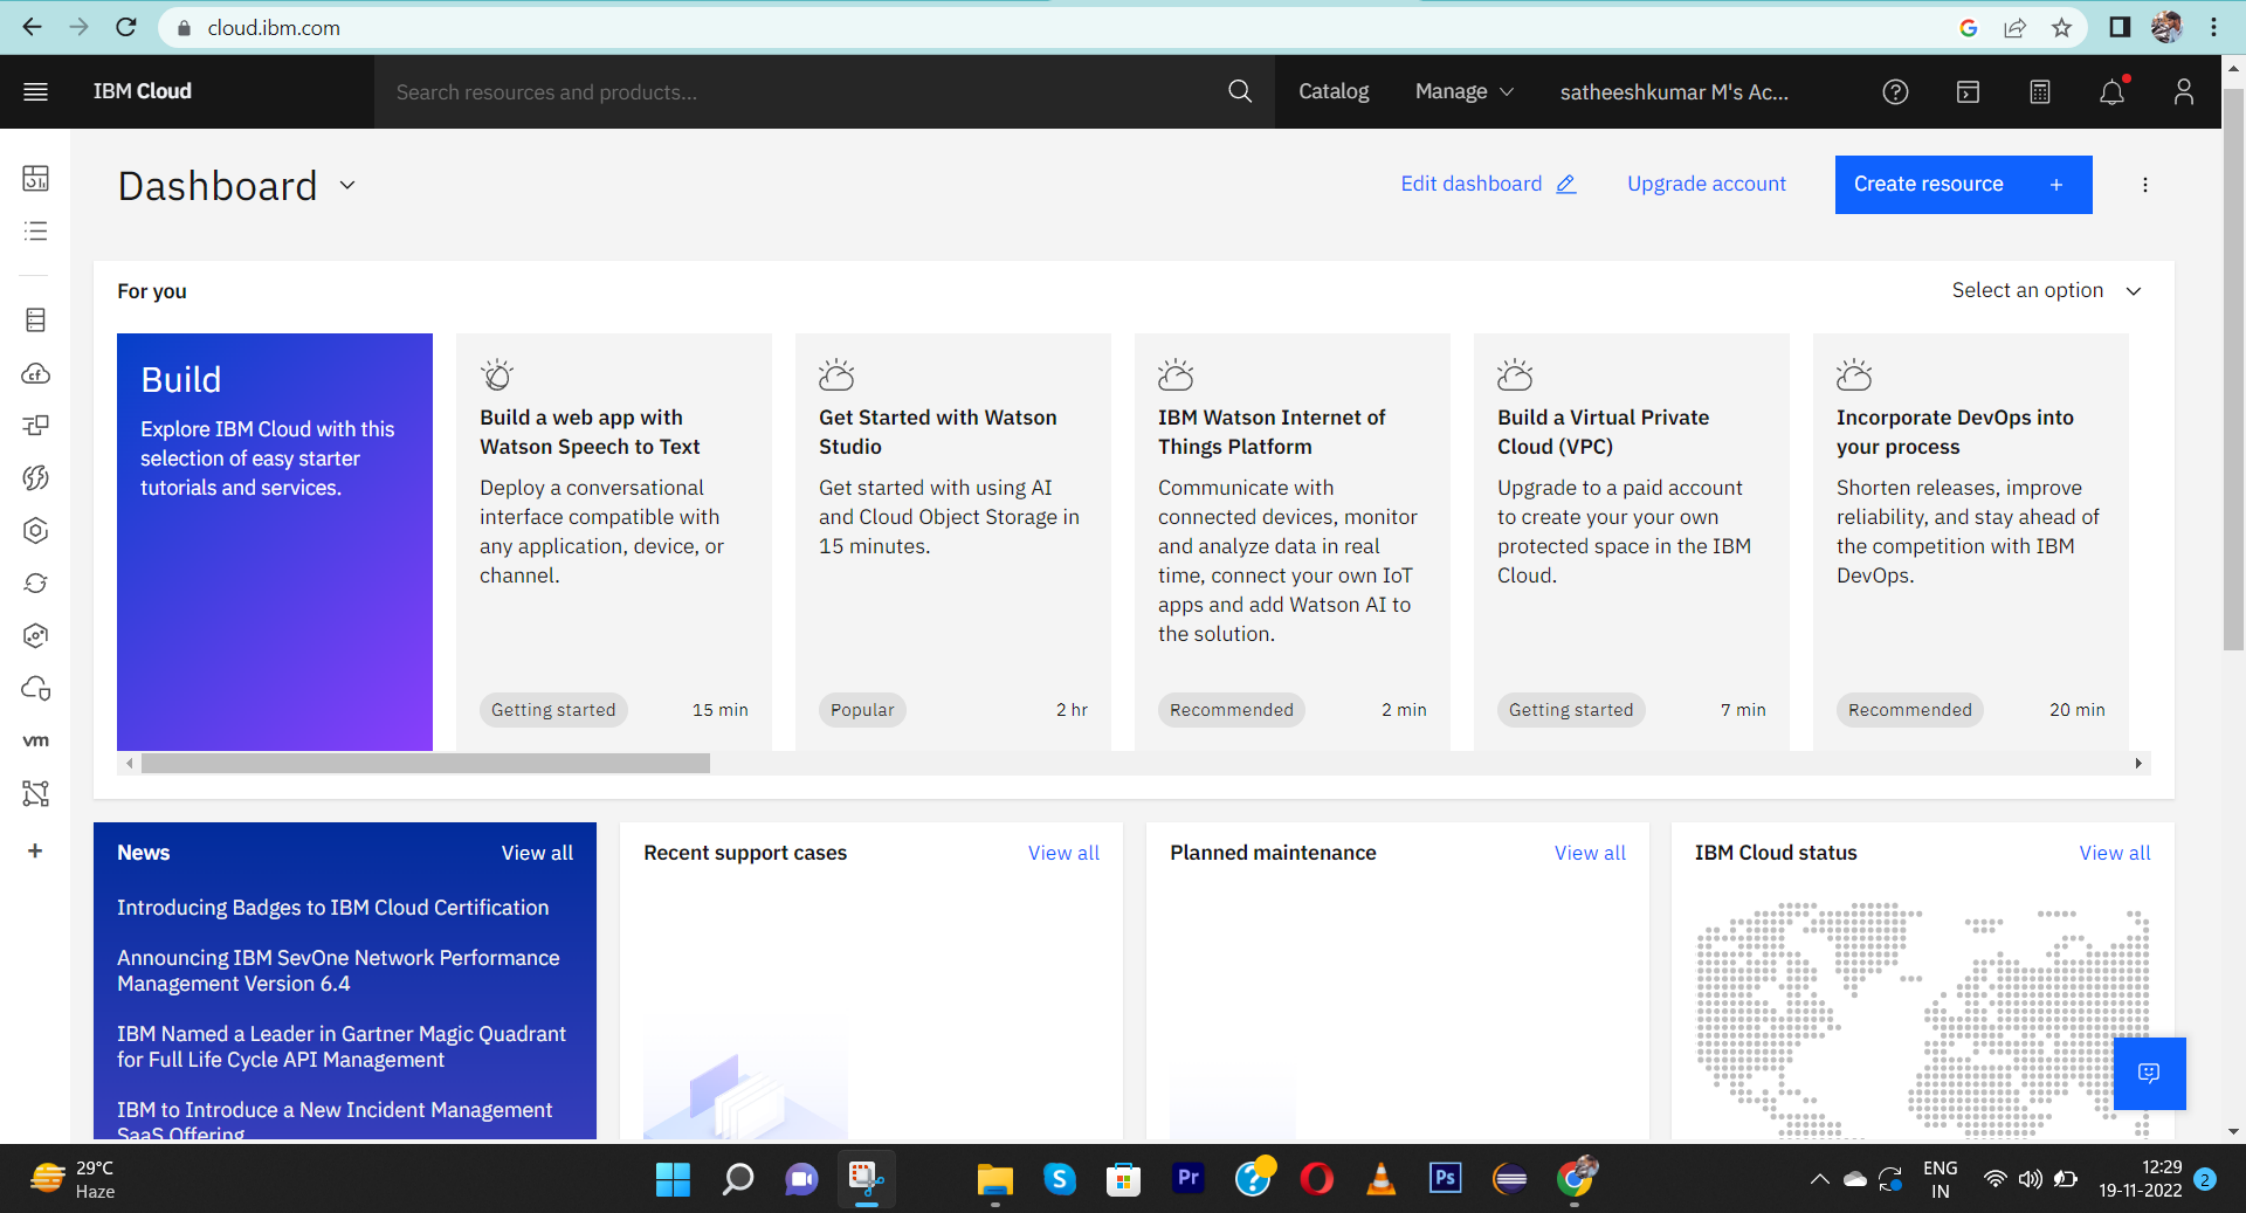 cloud.ibm.com
IBM Cloud
Search resources and products...
Catalog
Manage
satheeshkumar M's Ac...
Dashboard
Edit dashboard
Upgrade account
Create resource +
For you
Select an option
Build
Explore IBM Cloud with this
selection of easy starter
tutorials and services.
Build a web app with
Watson Speech to Text
Deploy a conversational
interface compatible with
any application, device, or
channel.
Getting started
15 min
Get Started with Watson
Studio
Get started with using AI
and Cloud Object Storage in
15 minutes.
Popular
2 hr
IBM Watson Internet of
Things Platform
Communicate with
connected devices, monitor
and analyze data in real
time, connect your own IoT
apps and add Watson AI to
the solution.
Recommended
2 min
Build a Virtual Private
Cloud (VPC)
Upgrade to a paid account
to create your your own
protected space in the IBM
Cloud.
Getting started
7 min
Incorporate DevOps into
your process
Shorten releases, improve
reliability, and stay ahead of
the competition with IBM
DevOps.
Recommended
20 min
cf
vm
News
View all
Introducing Badges to IBM Cloud Certification
Announcing IBM SevOne Network Performance
Management Version 6.4
IBM Named a Leader in Gartner Magic Quadrant
for Full Life Cycle API Management
IBM to Introduce a New Incident Management
SaaS Offering
Recent support cases
View all
Planned maintenance
View all
IBM Cloud status
View all
29°C
Haze
S
Pr
?
Ps
ENG
IN
12:29
19-11-2022
2